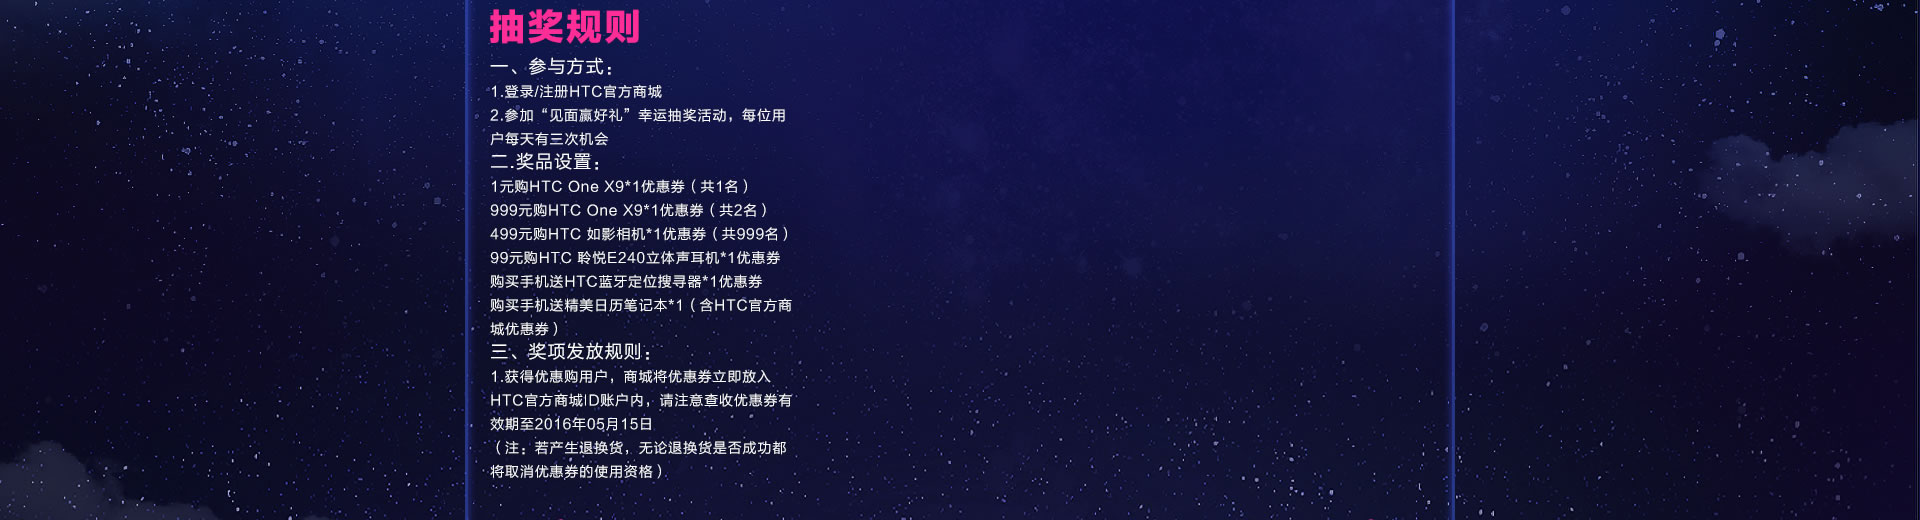 抽奖规则
一、参与方式：
1.登录/注册HTC官方商城
2.参加“见面赢好礼”幸运抽奖活动，每位用
户每天有三次机会
二.奖品设置：
1元购HTC One X9*1优惠券（共1名）
999元购HTC One X9*1优惠券（共2名）
499元购HTC 如影相机*1优惠券（共999名）
99元购HTC 聆悦E240立体声耳机*1优惠券
购买手机送HTC蓝牙定位搜寻器*1优惠券
购买手机送精美日历笔记本*1（含HTC官方商
城优惠券）
三、奖项发放规则：
1.获得优惠购用户，商城将优惠券立即放入
HTC官方商城ID账户内，请注意查收优惠券有
效期至2016年05月15日
（注：若产生退换货，无论退换货是否成功都
将取消优惠券的使用资格）